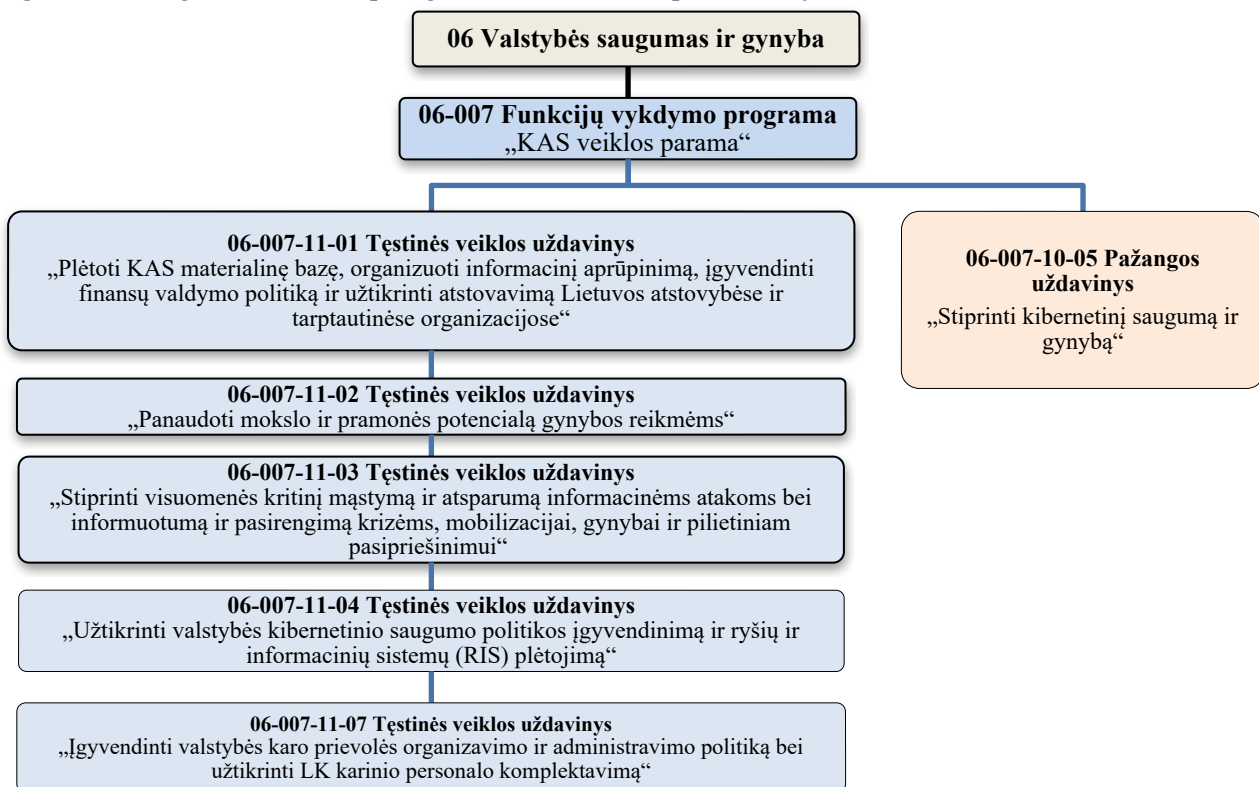 06 Valstybės saugumas ir gynyba
06-007 Funkcijų vykdymo programa
„KAS veiklos parama“
06-007-11-01 Tęstinės veiklos uždavinys
„Plėtoti KAS materialinę bazę, organizuoti informacinį aprūpinimą, įgyvendinti
finansų valdymo politiką ir užtikrinti atstovavimą Lietuvos atstovybėse ir
tarptautinėse organizacijose“
06-007-10-05 Pažangos
uždavinys
„Stiprinti kibernetinį saugumą ir
gynybą“
06-007-11-02 Tęstinės veiklos uždavinys
„Panaudoti mokslo ir pramonės potencialą gynybos reikmėms“
06-007-11-03 Tęstinės veiklos uždavinys
„Stiprinti visuomenės kritinį mąstymą ir atsparumą informacinėms atakoms bei
informuotumą ir pasirengimą krizėms, mobilizacijai, gynybai ir pilietiniam
pasipriešinimui“
06-007-11-04 Tęstinės veiklos uždavinys
„Užtikrinti valstybės kibernetinio saugumo politikos įgyvendinimą ir ryšių ir
informacinių sistemų (RIS) plėtojimą“
06-007-11-07 Tęstinės veiklos uždavinys
„Įgyvendinti valstybės karo prievolės organizavimo ir administravimo politiką bei
užtikrinti LK karinio personalo komplektavimą“